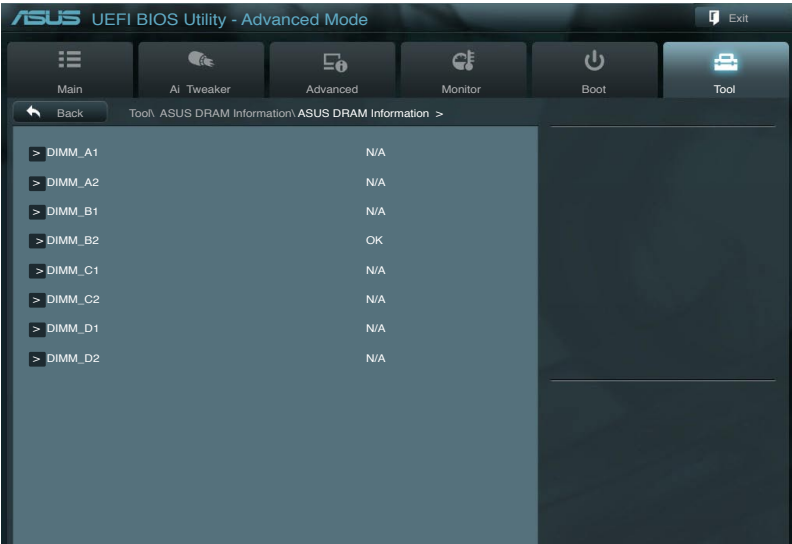 ASUS UEFI BIOS Utility - Advanced Mode
Exit
Main
Ai Tweaker
Advanced
Monitor
Boot
Tool
Back
Tool\ ASUS DRAM Information\ ASUS DRAM Information >
> DIMM_A1 N/A
> DIMM_A2 N/A
> DIMM_B1 N/A
> DIMM_B2 OK
> DIMM_C1 N/A
> DIMM_C2 N/A
> DIMM_D1 N/A
> DIMM_D2 N/A